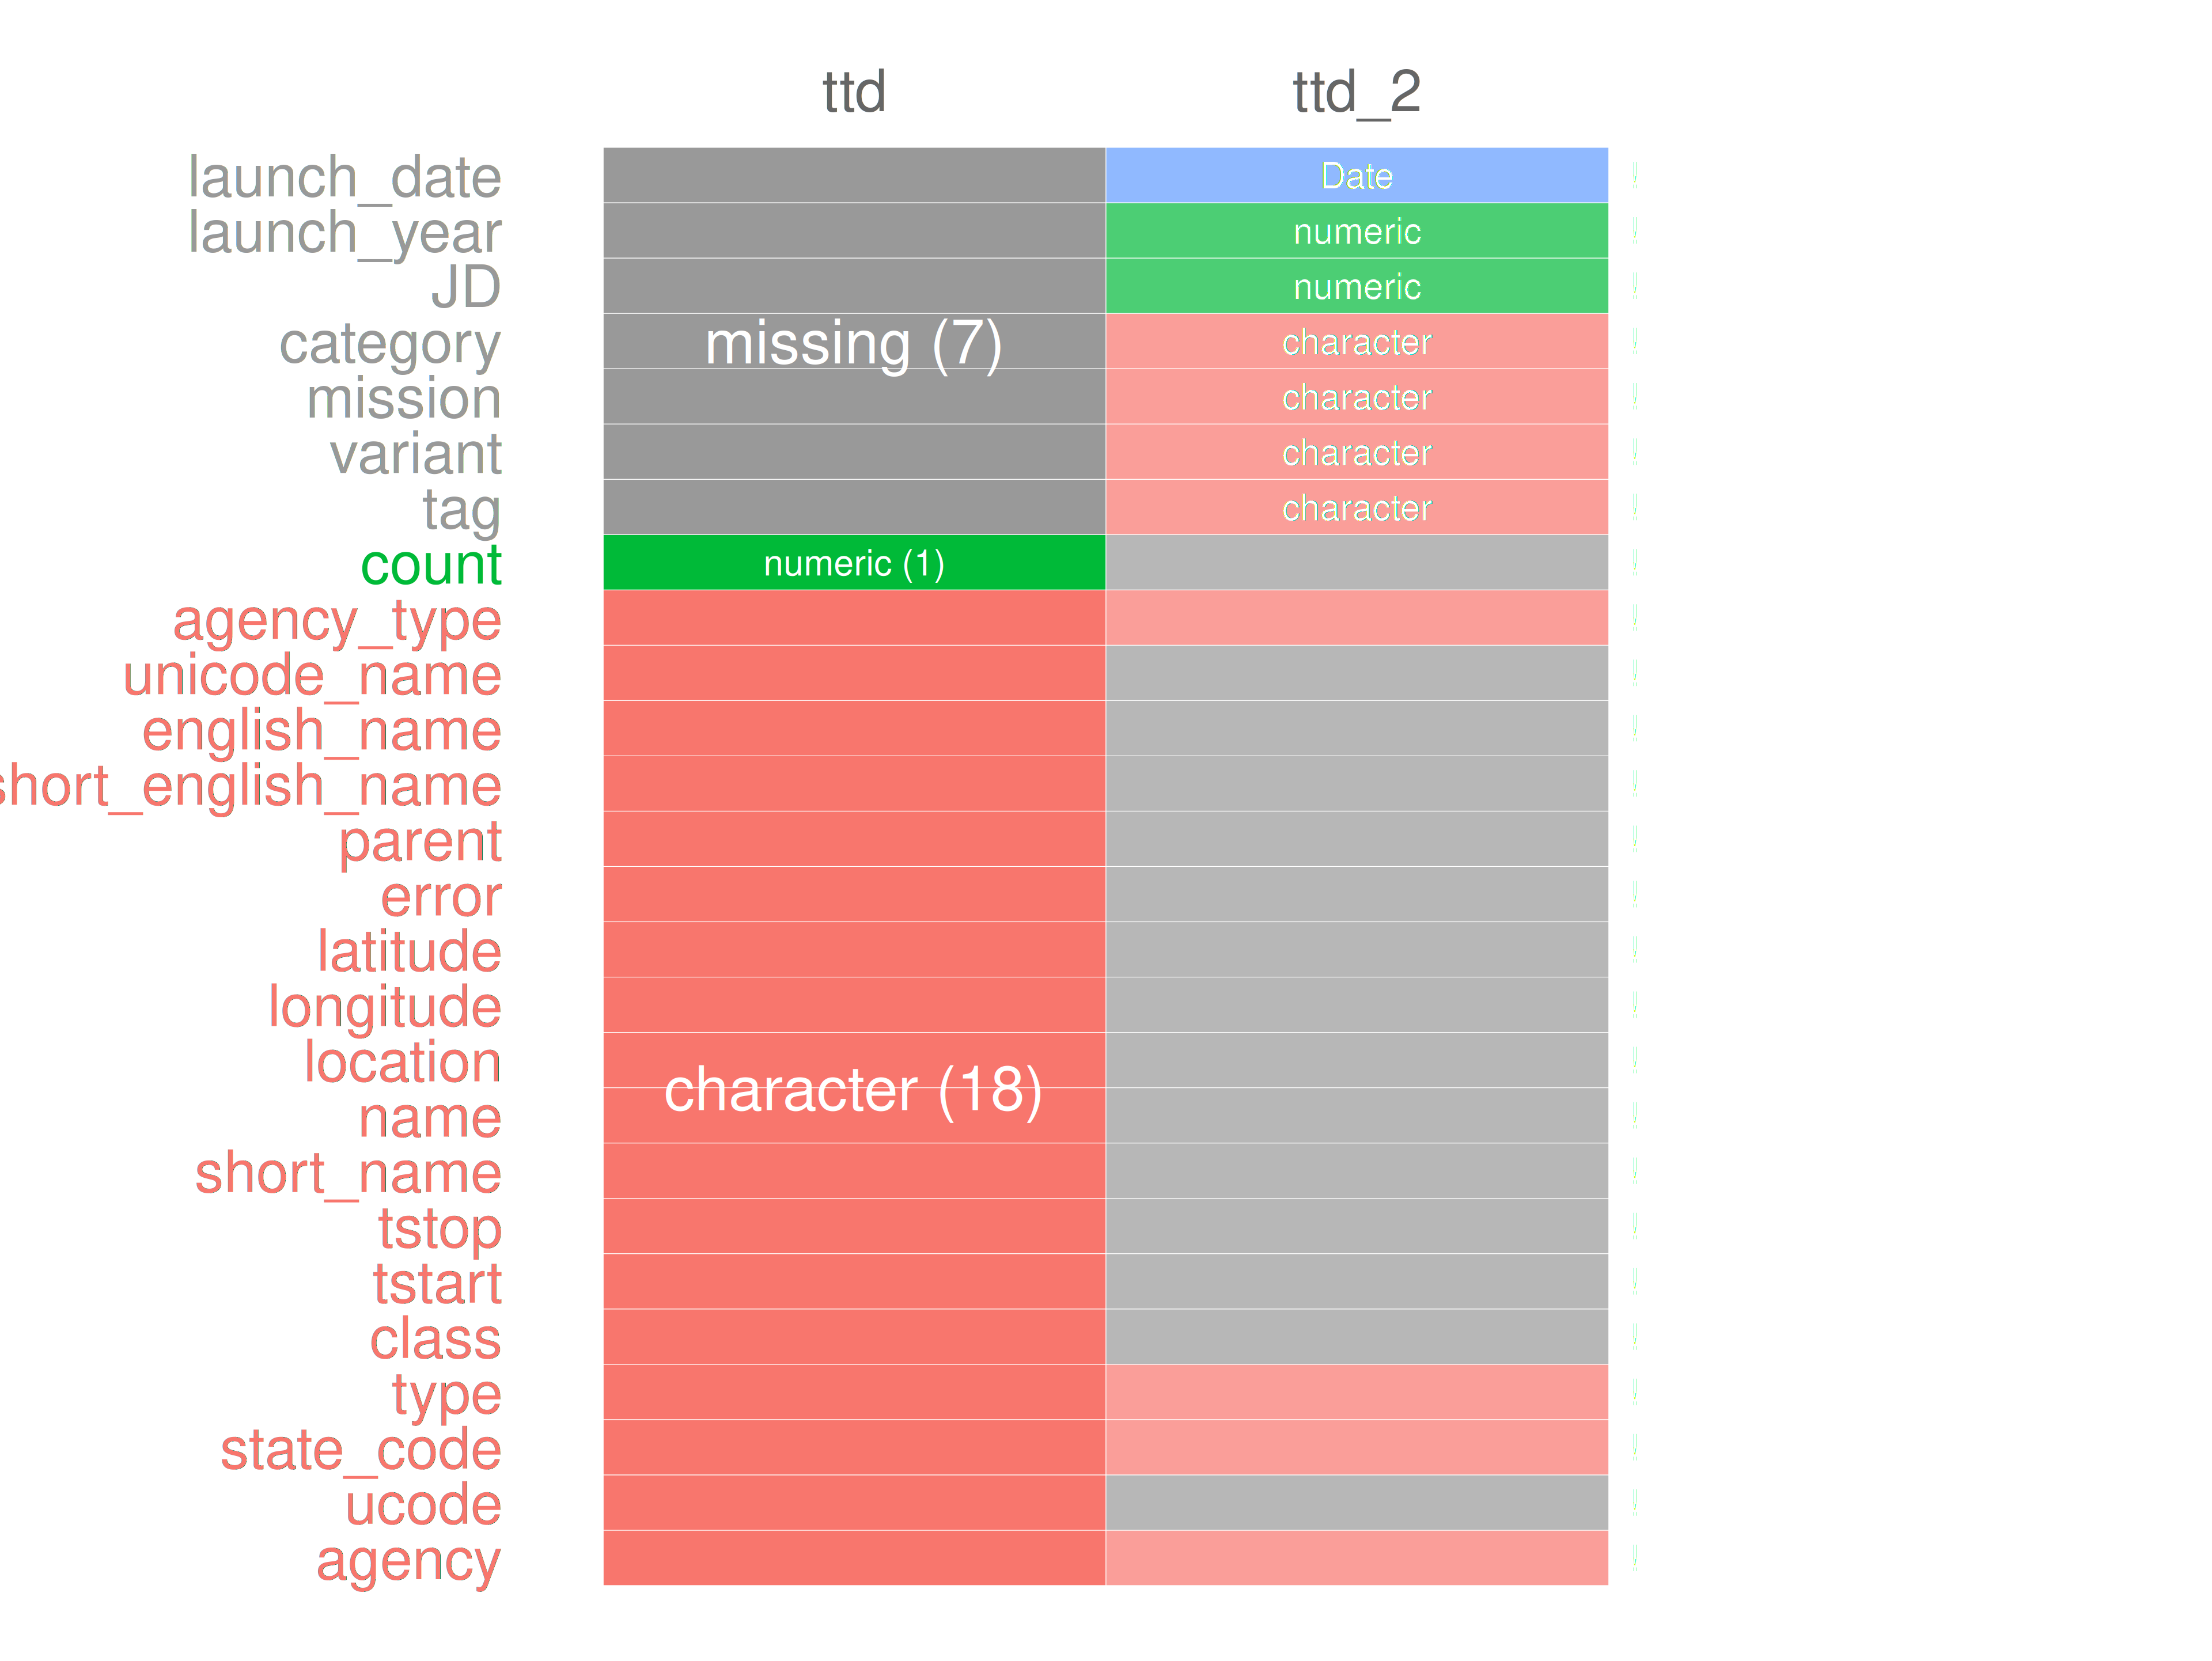 ttd ttd_2
launch_date Date
launch_year numeric
JD numeric
category missing (7) character
mission character
variant character
tag character
count numeric (1)
agency_type
unicode_name
english_name
short_english_name
parent
error
latitude
longitude
location
character (18)
name
short_name
tstop
tstart
class
type
state_code
ucode
agency